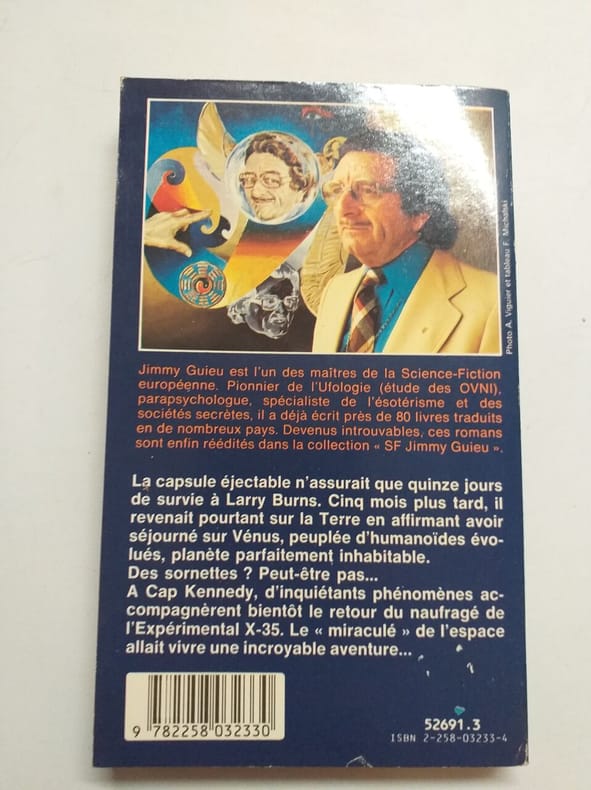 Photo A. Viguier et tableau F. Michalski
Jimmy Guieu est l'un des maîtres de la Science-Fiction
européenne. Pionnier de l'Ufologie (étude des OVNI),
parapsychologue, spécialiste de l'ésotérisme et des
sociétés secrètes, il a déjà écrit près de 80 livres traduits
en de nombreux pays. Devenus introuvables, ces romans
sont enfin réédités dans la collection « SF Jimmy Guieu ».
La capsule éjectable n'assurait que quinze jours
de survie à Larry Burns. Cinq mois plus tard, il
revenait pourtant sur la Terre en affirmant avoir
séjourné sur Vénus, peuplée d'humanoïdes évo-
lués, planète parfaitement inhabitable.
Des sornettes ? Peut-être pas...
A Cap Kennedy, d'inquiétants phénomènes ac-
compagnèrent bientôt le retour du naufragé de
l'Expérimental X-35. Le « miraculé » de l'espace
allait vivre une incroyable aventure...
9 782258 032330
52691.3
ISBN 2-258-03233-4